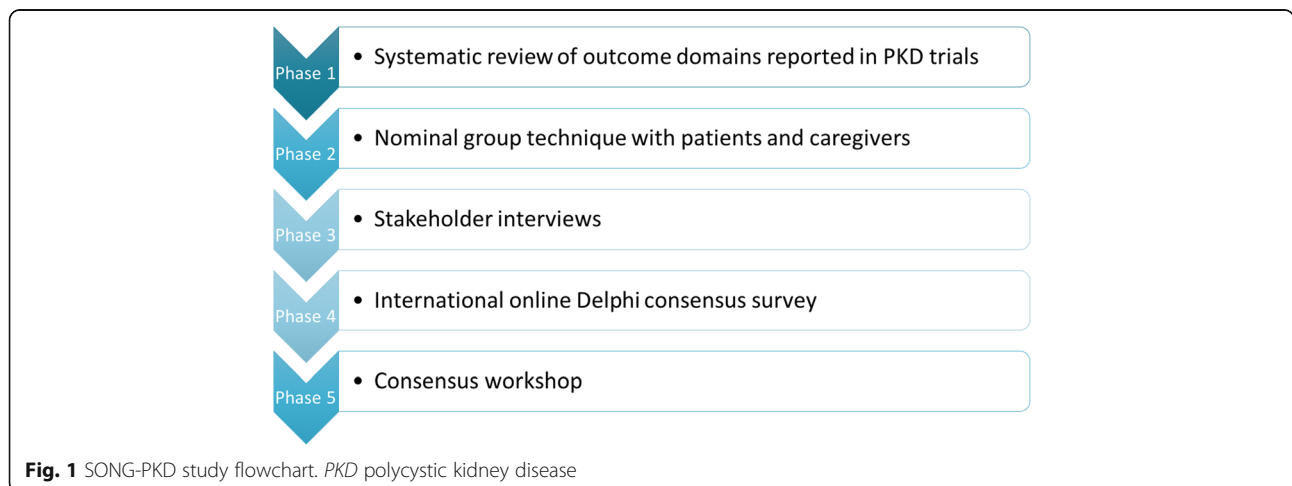 Phase 1 • Systematic review of outcome domains reported in PKD trials
Phase 2 • Nominal group technique with patients and caregivers
Phase 3 • Stakeholder interviews
Phase 4 • International online Delphi consensus survey
Phase 5 • Consensus workshop
Fig. 1 SONG-PKD study flowchart. PKD polycystic kidney disease